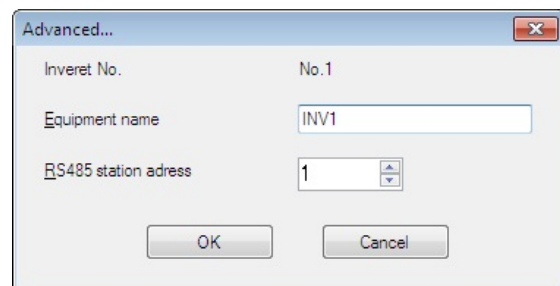 Advanced...
Inveret No. No.1
Equipment name INV1
RS485 station adress 1
OK Cancel